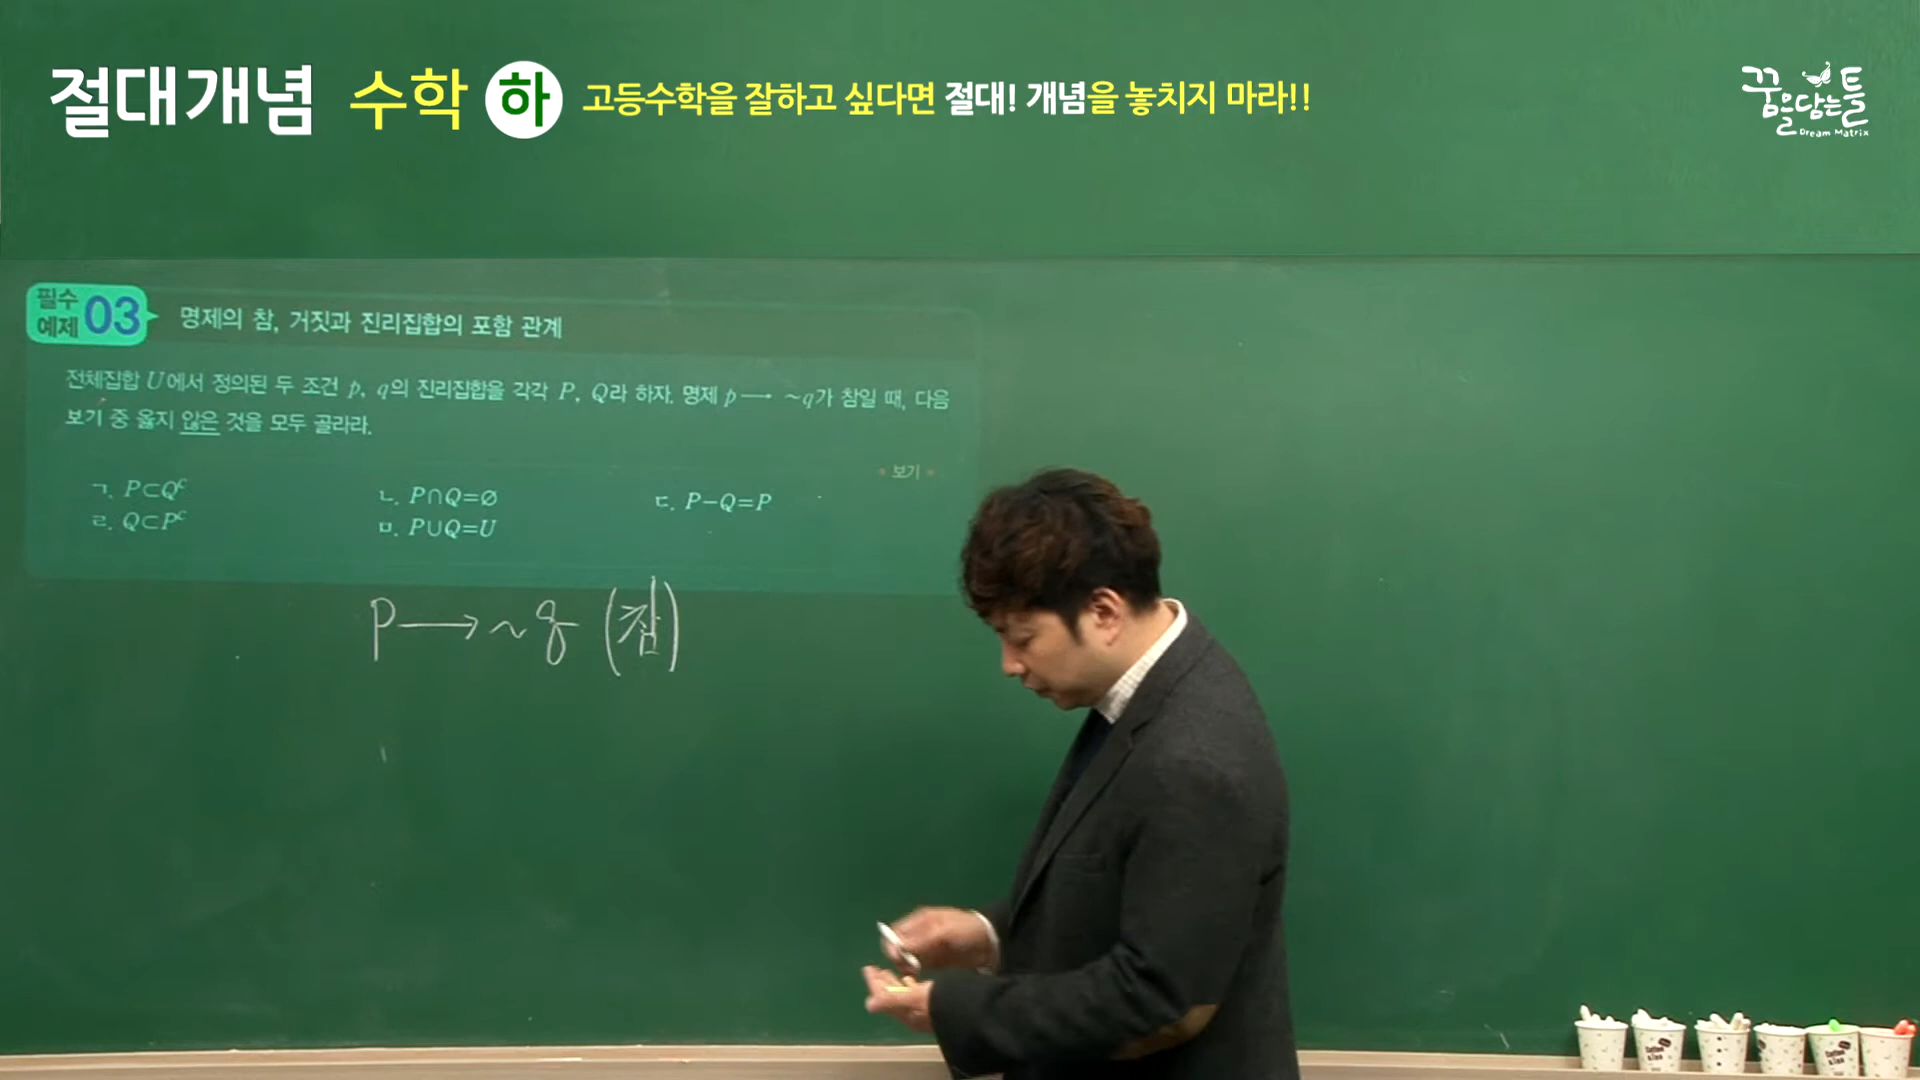 절대개념 수학 하 고등수학을 잘하고 싶다면 절대! 개념을 놓치지 마라!!
꿈을담는틀
Dream Matrix
필수 예제 03 명제의 참, 거짓과 진리집합의 포함 관계
전체집합 U에서 정의된 두 조건 p, q의 진리집합을 각각 P, Q라 하자. 명제 p → ~q가 참일 때, 다음
보기 중 옳지 않은 것을 모두 골라라.
보기
ㄱ. P⊂Qᶜ ㄴ. P∩Q=∅ ㄷ. P−Q=P
ㄹ. Q⊂Pᶜ ㅁ. P∪Q=U
P → ~q (참)